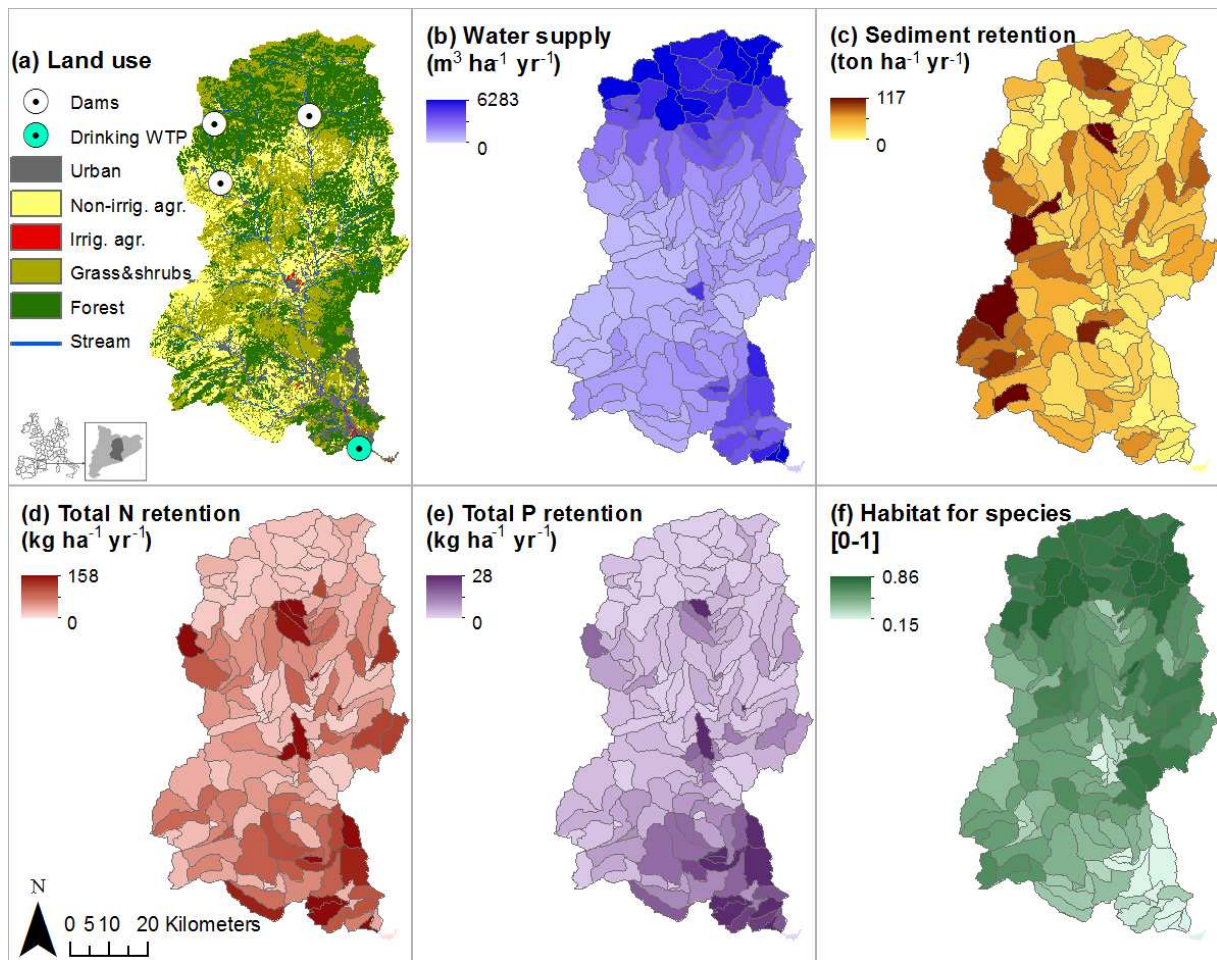 (a) Land use
Dams
Drinking WTP
Urban
Non-irrig. agr.
Irrig. agr.
Grass&shrubs
Forest
Stream
(b) Water supply
(m³ ha⁻¹ yr⁻¹)
6283
0
(c) Sediment retention
(ton ha⁻¹ yr⁻¹)
117
0
(d) Total N retention
(kg ha⁻¹ yr⁻¹)
158
0
N
0 5 10 20 Kilometers
(e) Total P retention
(kg ha⁻¹ yr⁻¹)
28
0
(f) Habitat for species
[0-1]
0.86
0.15